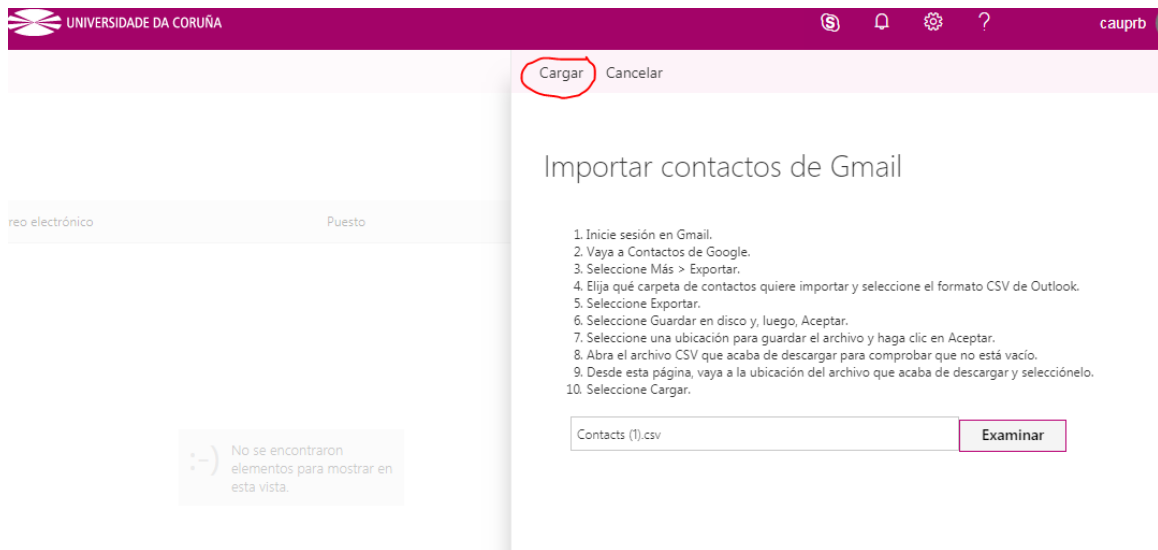 UNIVERSIDADE DA CORUÑA
cauprb
Cargar Cancelar
Importar contactos de Gmail
reo electrónico Puesto
1. Inicie sesión en Gmail.
2. Vaya a Contactos de Google.
3. Seleccione Más > Exportar.
4. Elija qué carpeta de contactos quiere importar y seleccione el formato CSV de Outlook.
5. Seleccione Exportar.
6. Seleccione Guardar en disco y, luego, Aceptar.
7. Seleccione una ubicación para guardar el archivo y haga clic en Aceptar.
8. Abra el archivo CSV que acaba de descargar para comprobar que no está vacío.
9. Desde esta página, vaya a la ubicación del archivo que acaba de descargar y selecciónelo.
10. Seleccione Cargar.
Contacts (1).csv Examinar
:-)
No se encontraron
elementos para mostrar en
esta vista.